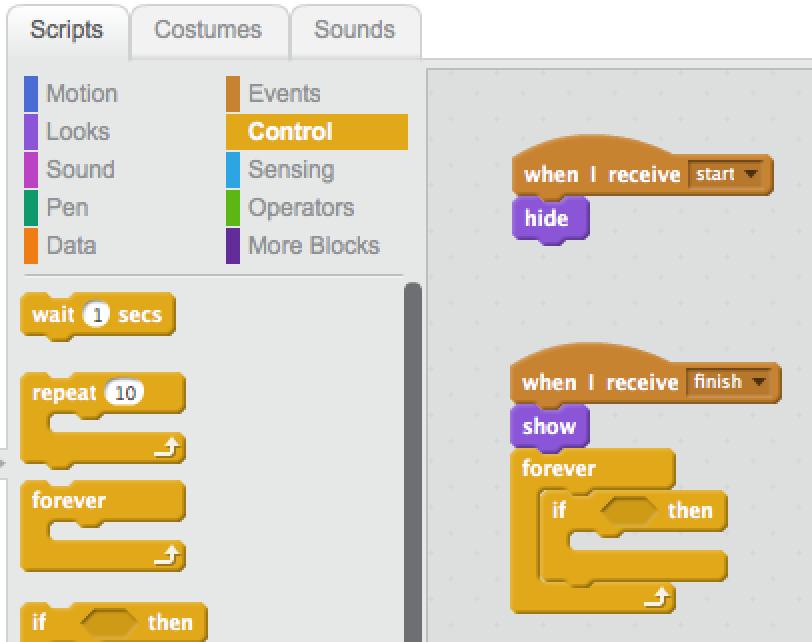 Scripts Costumes Sounds
Motion Events
Looks Control
Sound Sensing
Pen Operators
Data More Blocks
wait 1 secs
repeat 10
forever
if then
when I receive start
hide
when I receive finish
show
forever
if then